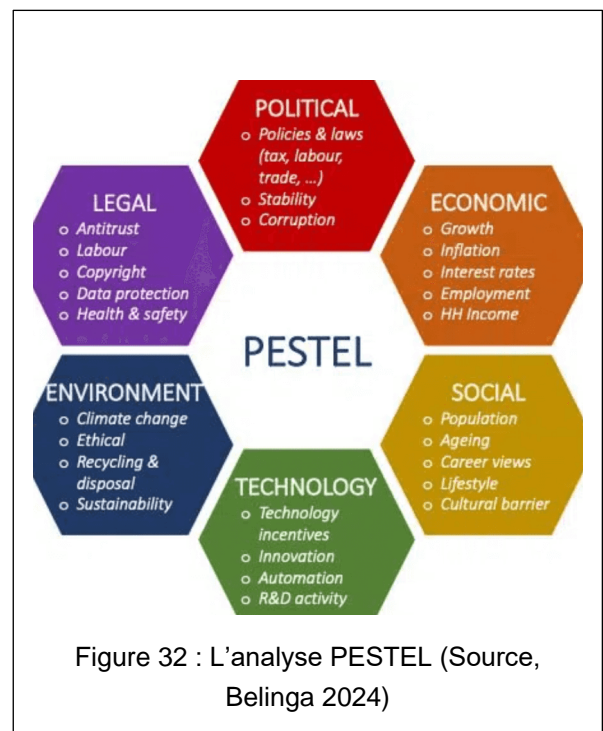 POLITICAL
o Policies & laws
(tax, labour,
trade, ...)
o Stability
o Corruption
LEGAL
o Antitrust
o Labour
o Copyright
o Data protection
o Health & safety
ECONOMIC
o Growth
o Inflation
o Interest rates
o Employment
o HH Income
PESTEL
ENVIRONMENT
o Climate change
o Ethical
o Recycling &
disposal
o Sustainability
SOCIAL
o Population
o Ageing
o Career views
o Lifestyle
o Cultural barrier
TECHNOLOGY
o Technology
incentives
o Innovation
o Automation
o R&D activity
Figure 32 : L’analyse PESTEL (Source,
Belinga 2024)